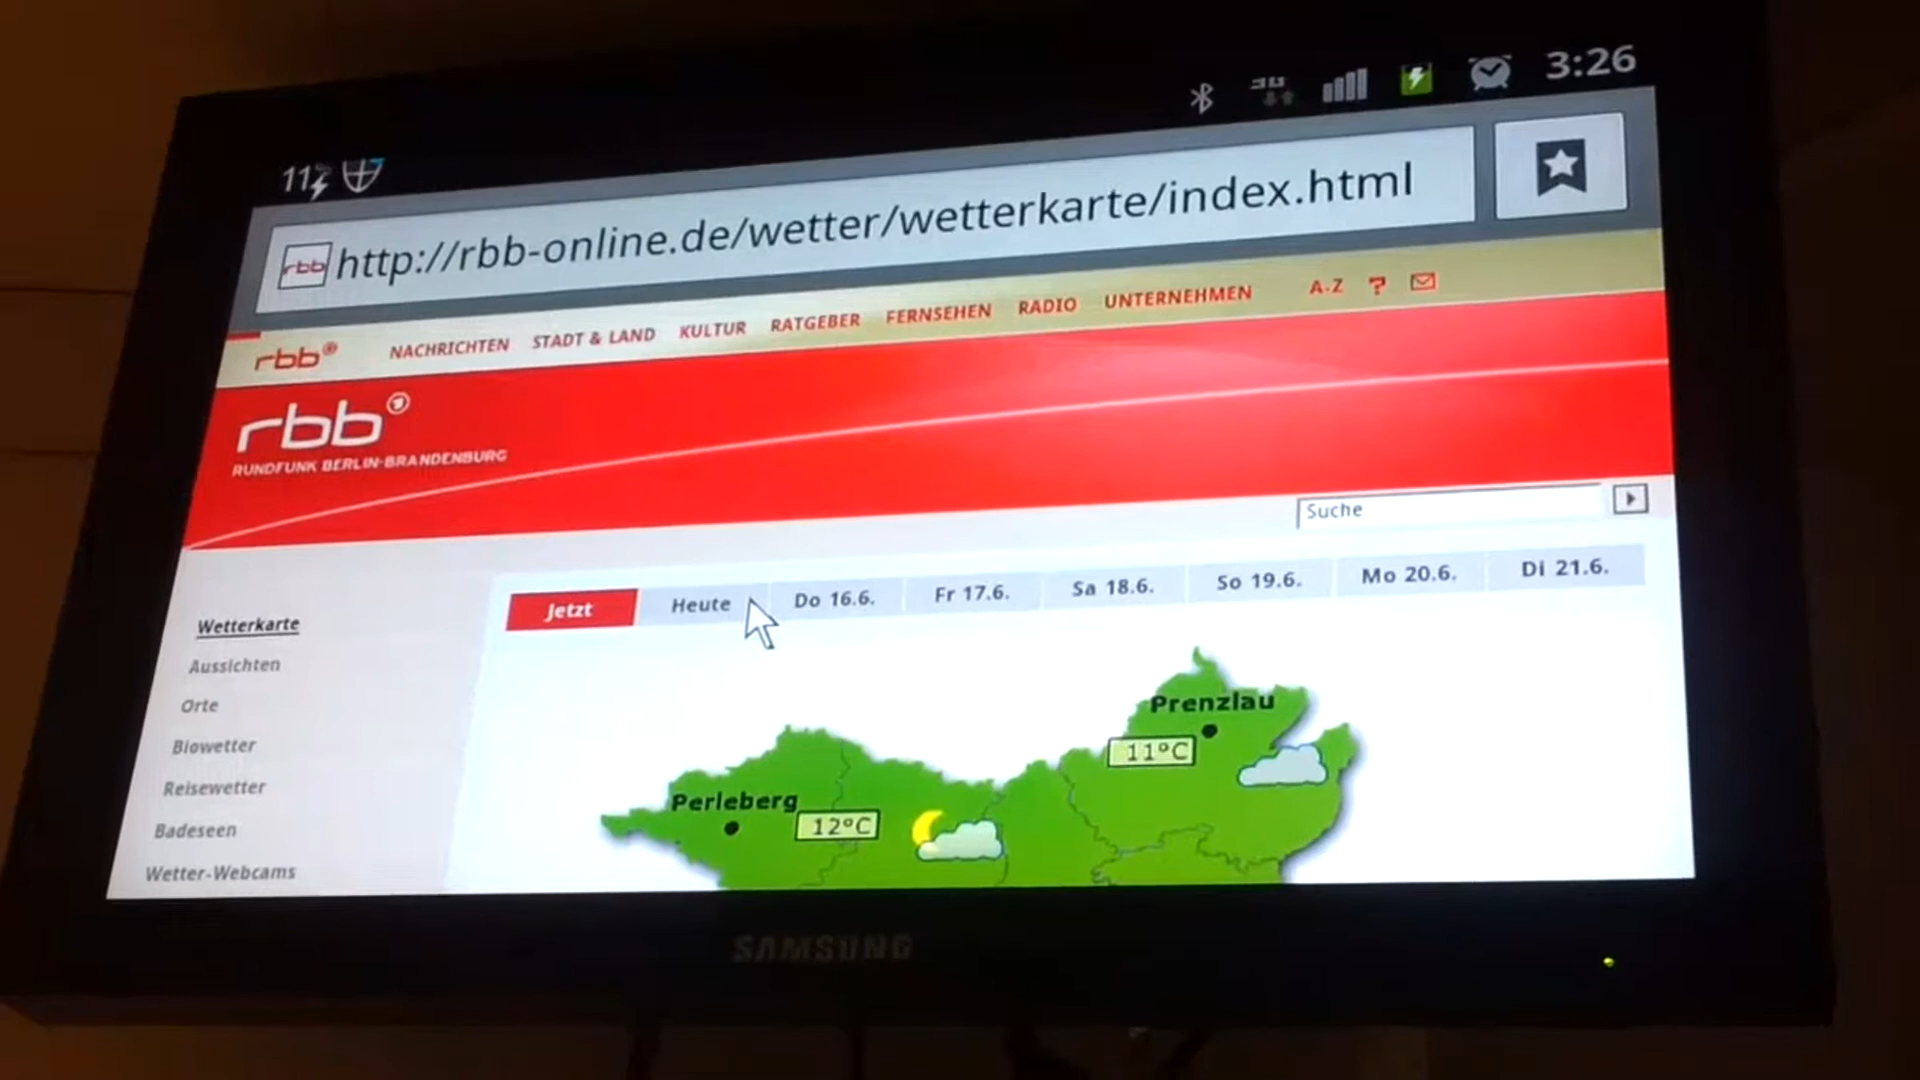 11 3:26
rbb http://rbb-online.de/wetter/wetterkarte/index.html
rbb NACHRICHTEN STADT & LAND KULTUR RATGEBER FERNSEHEN RADIO UNTERNEHMEN A-Z ?
rbb
RUNDFUNK BERLIN-BRANDENBURG
Suche
Jetzt Heute Do 16.6. Fr 17.6. Sa 18.6. So 19.6. Mo 20.6. Di 21.6.
Wetterkarte
Aussichten
Orte
Biowetter
Reisewetter
Badeseen
Wetter-Webcams
Prenzlau
11°C
Perleberg
12°C
SAMSUNG